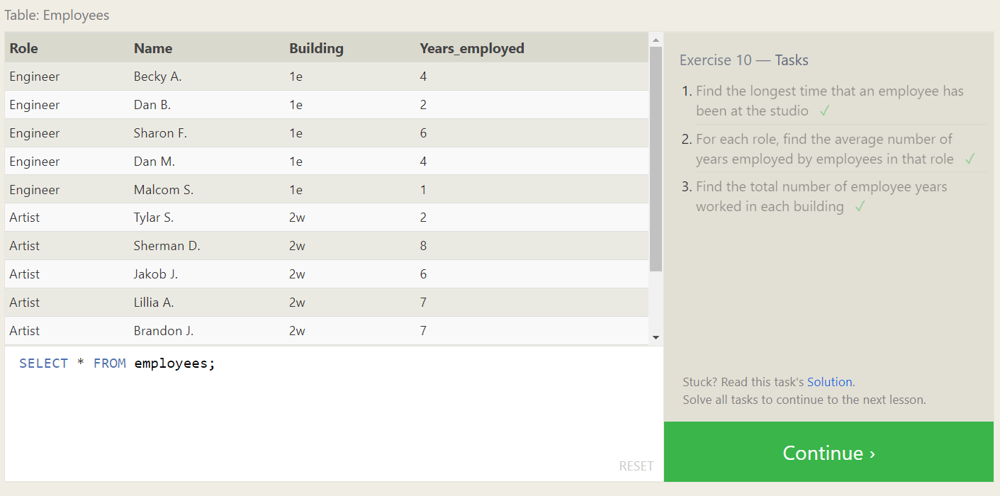 Table: Employees
Role Name Building Years_employed
Engineer Becky A. 1e 4
Engineer Dan B. 1e 2
Engineer Sharon F. 1e 6
Engineer Dan M. 1e 4
Engineer Malcom S. 1e 1
Artist Tylar S. 2w 2
Artist Sherman D. 2w 8
Artist Jakob J. 2w 6
Artist Lillia A. 2w 7
Artist Brandon J. 2w 7
SELECT * FROM employees;
RESET
Exercise 10 — Tasks
1. Find the longest time that an employee has
been at the studio ✓
2. For each role, find the average number of
years employed by employees in that role ✓
3. Find the total number of employee years
worked in each building ✓
Stuck? Read this task's Solution.
Solve all tasks to continue to the next lesson.
Continue ›